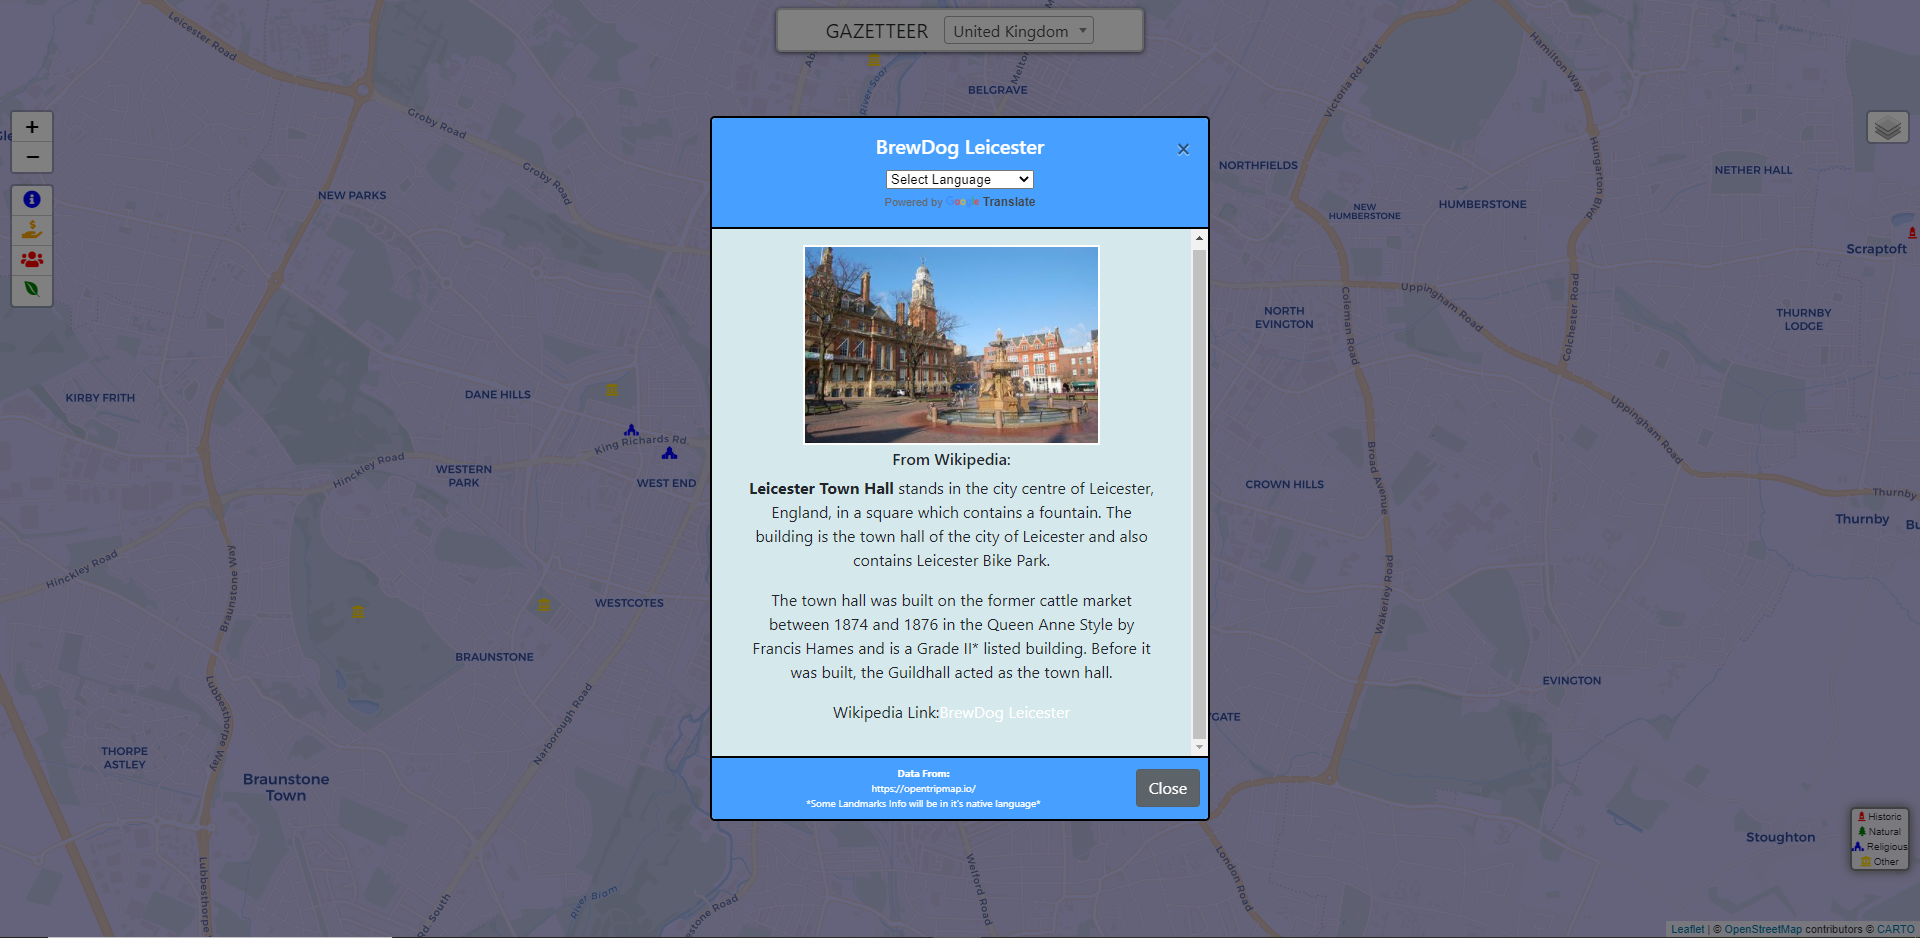 GAZETTEER
United Kingdom
Leicester Road
River Soar
BELGRAVE
Victoria Rd. East
Hamilton Way
+
−
Groby Road
Groby Road
NEW PARKS
BrewDog Leicester
×
Select Language
Powered by Google Translate
NORTHFIELDS
Hungarton Blvd
NETHER HALL
NEW
HUMBERSTONE
HUMBERSTONE
Scraptoft
From Wikipedia:
Leicester Town Hall stands in the city centre of Leicester,
England, in a square which contains a fountain. The
building is the town hall of the city of Leicester and also
contains Leicester Bike Park.
The town hall was built on the former cattle market
between 1874 and 1876 in the Queen Anne Style by
Francis Hames and is a Grade II* listed building. Before it
was built, the Guildhall acted as the town hall.
Wikipedia Link:BrewDog Leicester
Data From:
https://opentripmap.io/
*Some Landmarks Info will be in it's native language*
Close
NORTH
EVINGTON
Coleman Road
Uppingham Road
Colchester Road
THURNBY
LODGE
KIRBY FRITH
DANE HILLS
King Richards Rd.
Hinckley Road
WESTERN
PARK
WEST END
CROWN HILLS
Broad Avenue
Uppingham Road
Thurnby
Thurnby
Hinckley Road
Braunstone Way
WESTCOTES
Wakerley Road
BRAUNSTONE
EVINGTON
Lubbesthorpe Way
Narborough Road
THORPE
ASTLEY
Braunstone
Town
Stoughton
London Road
Welford Road
River Biam
Rd. South
Historic
Natural
Religious
Other
Leaflet | © OpenStreetMap contributors © CARTO